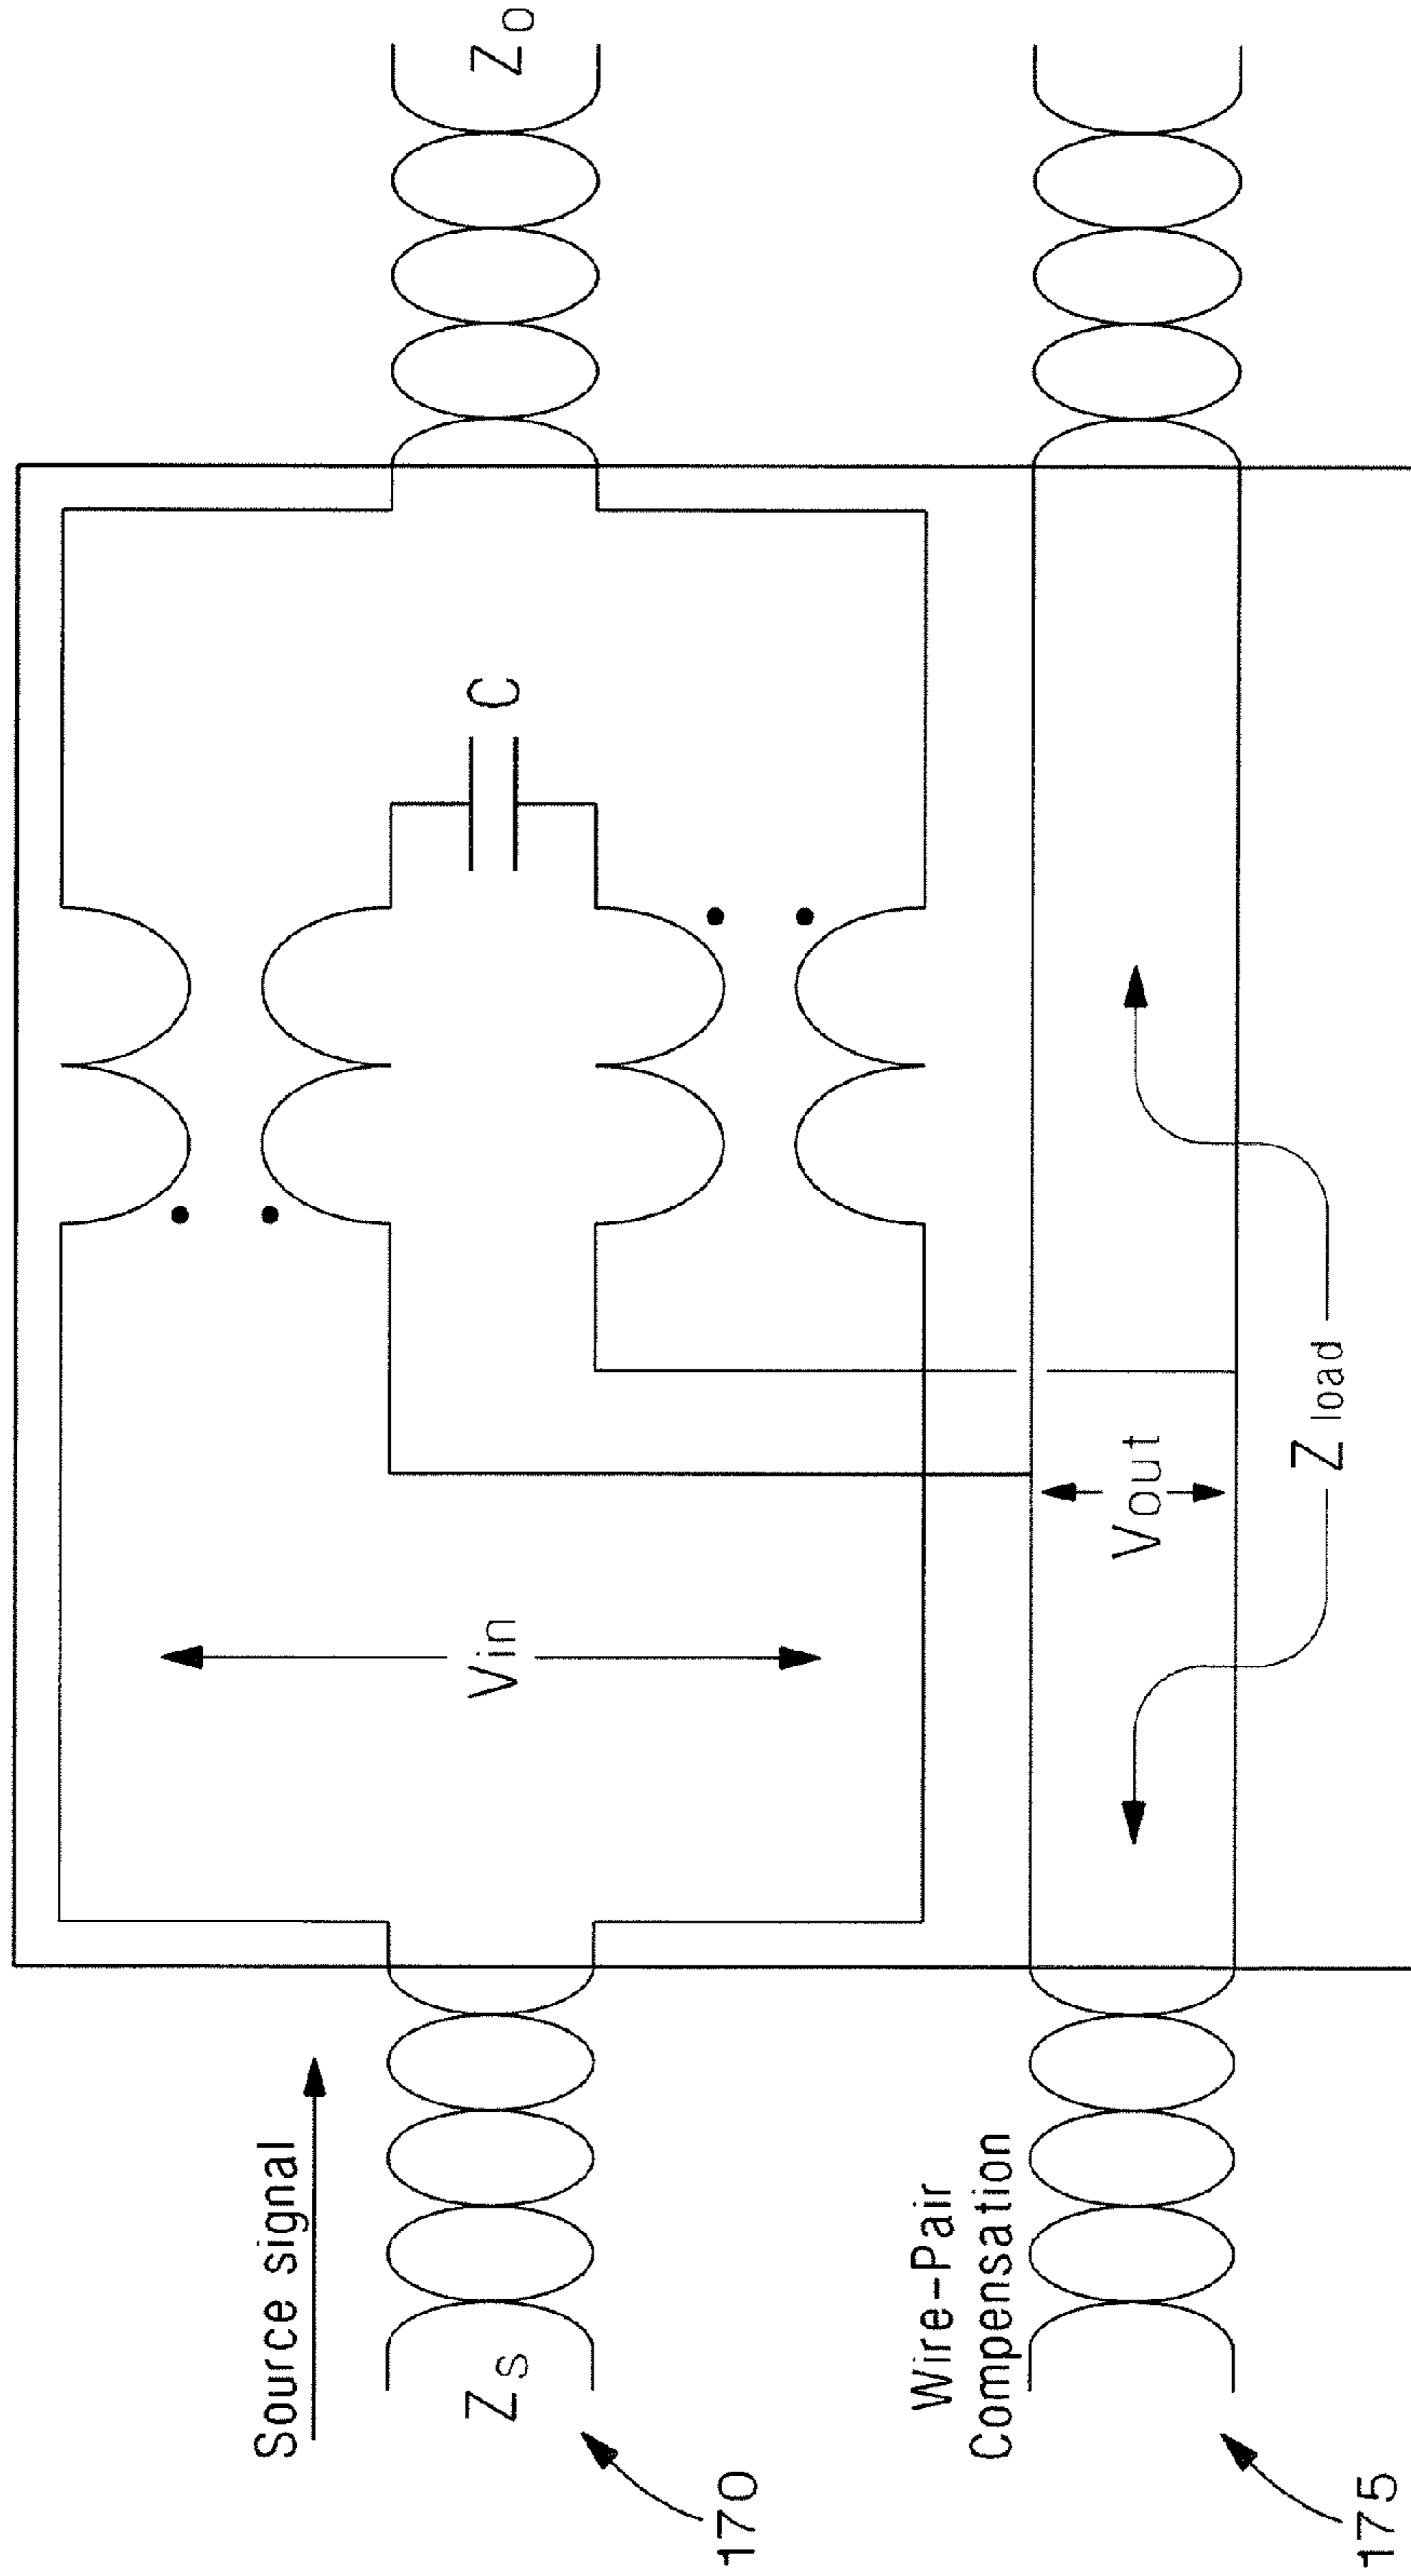 Source signal
Zs
170
Vin
C
Zo
Wire-Pair
Compensation
175
Vout
Z load